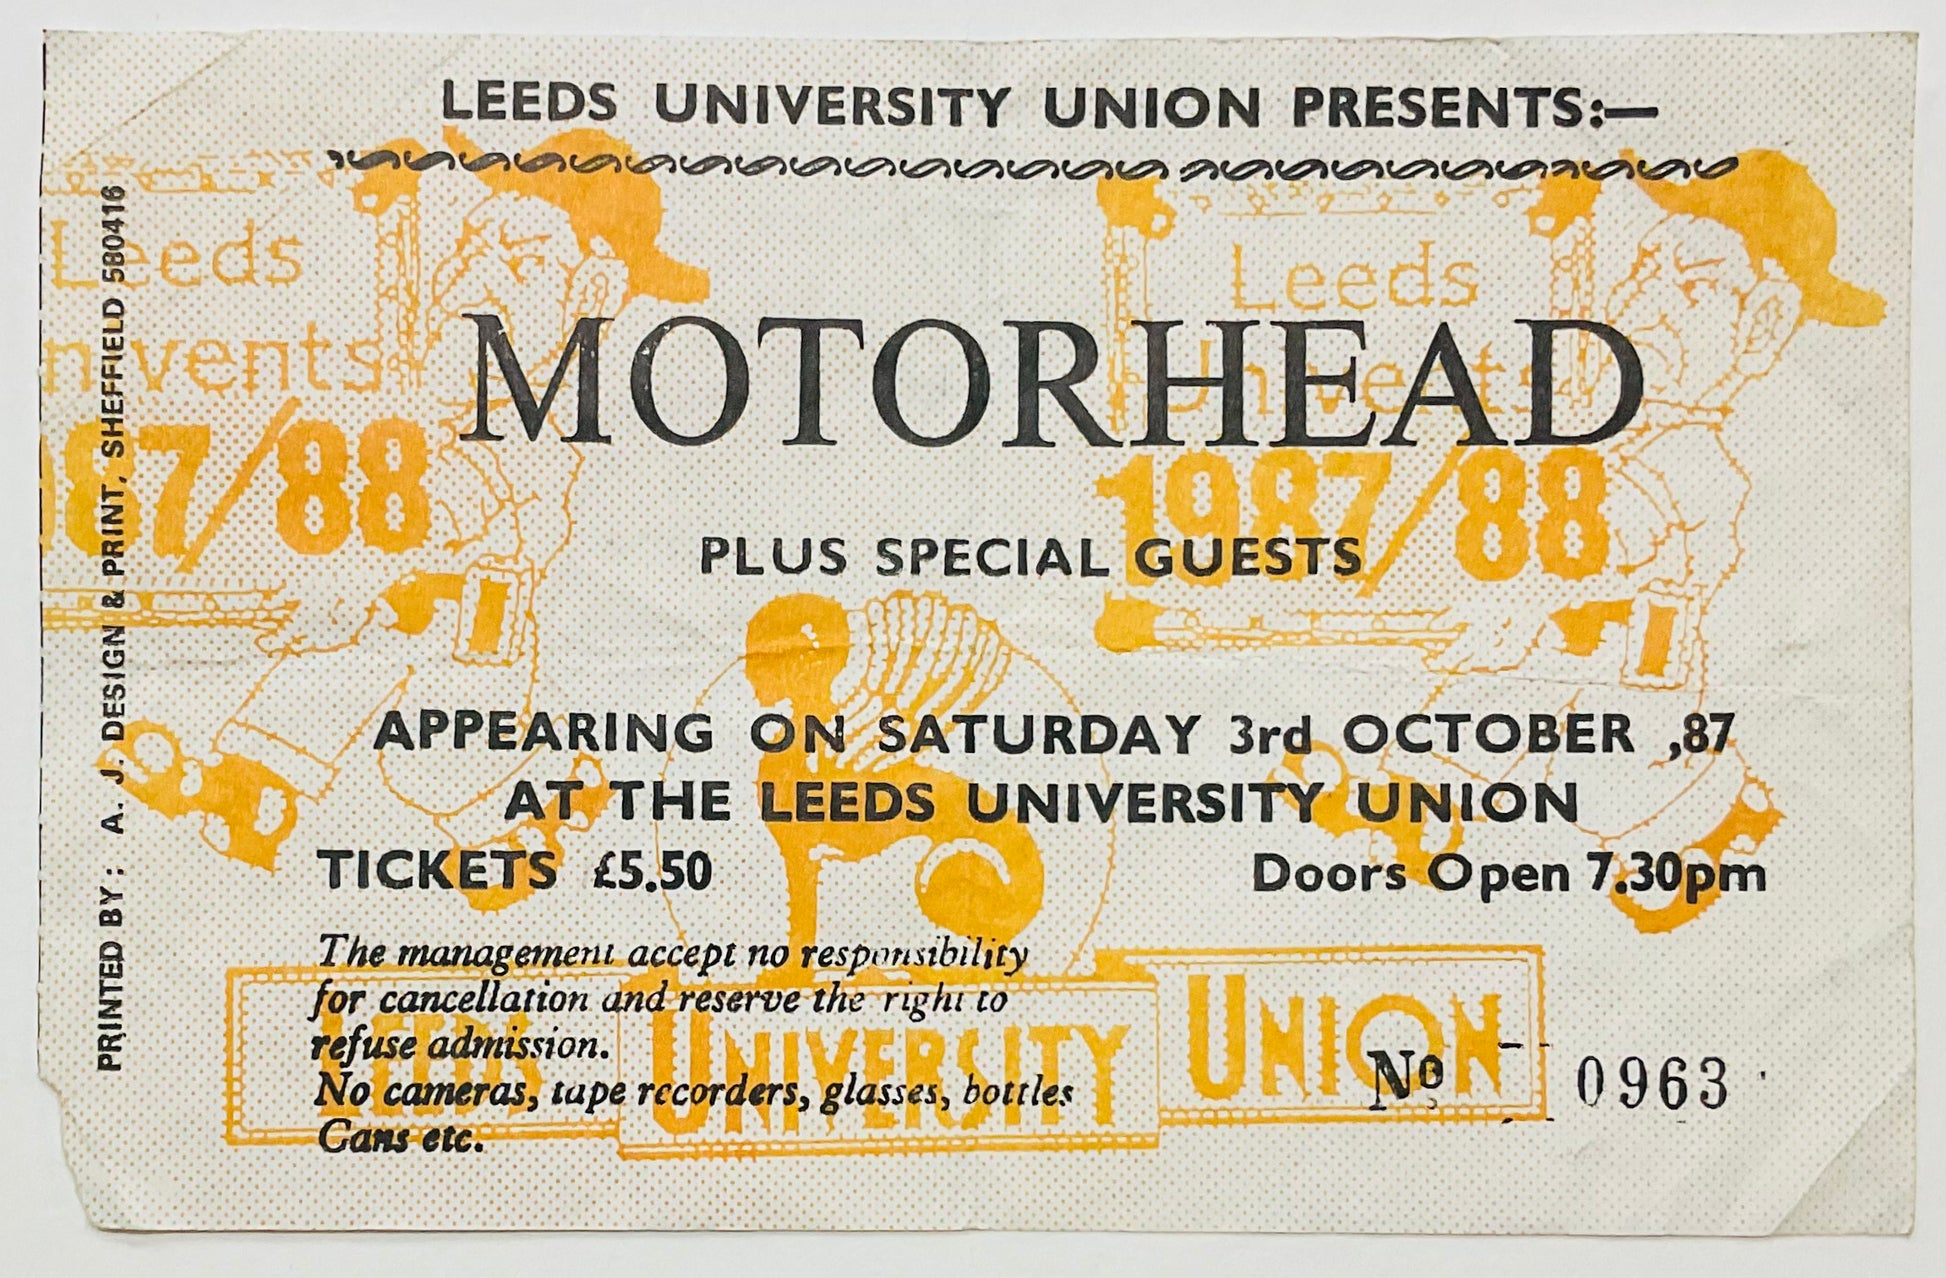 LEEDS UNIVERSITY UNION PRESENTS:—
Leeds
Univents
1987/88
Leeds
nivents
987/88
MOTORHEAD
PLUS SPECIAL GUESTS
APPEARING ON SATURDAY 3rd OCTOBER ,87
AT THE LEEDS UNIVERSITY UNION
TICKETS £5.50
Doors Open 7.30pm
The management accept no responsibility
for cancellation and reserve the right to
refuse admission.
No cameras, tape recorders, glasses, bottles
Cans etc.
LEEDS UNIVERSITY UNION
No 0963
PRINTED BY: A. J. DESIGN & PRINT, SHEFFIELD 580416